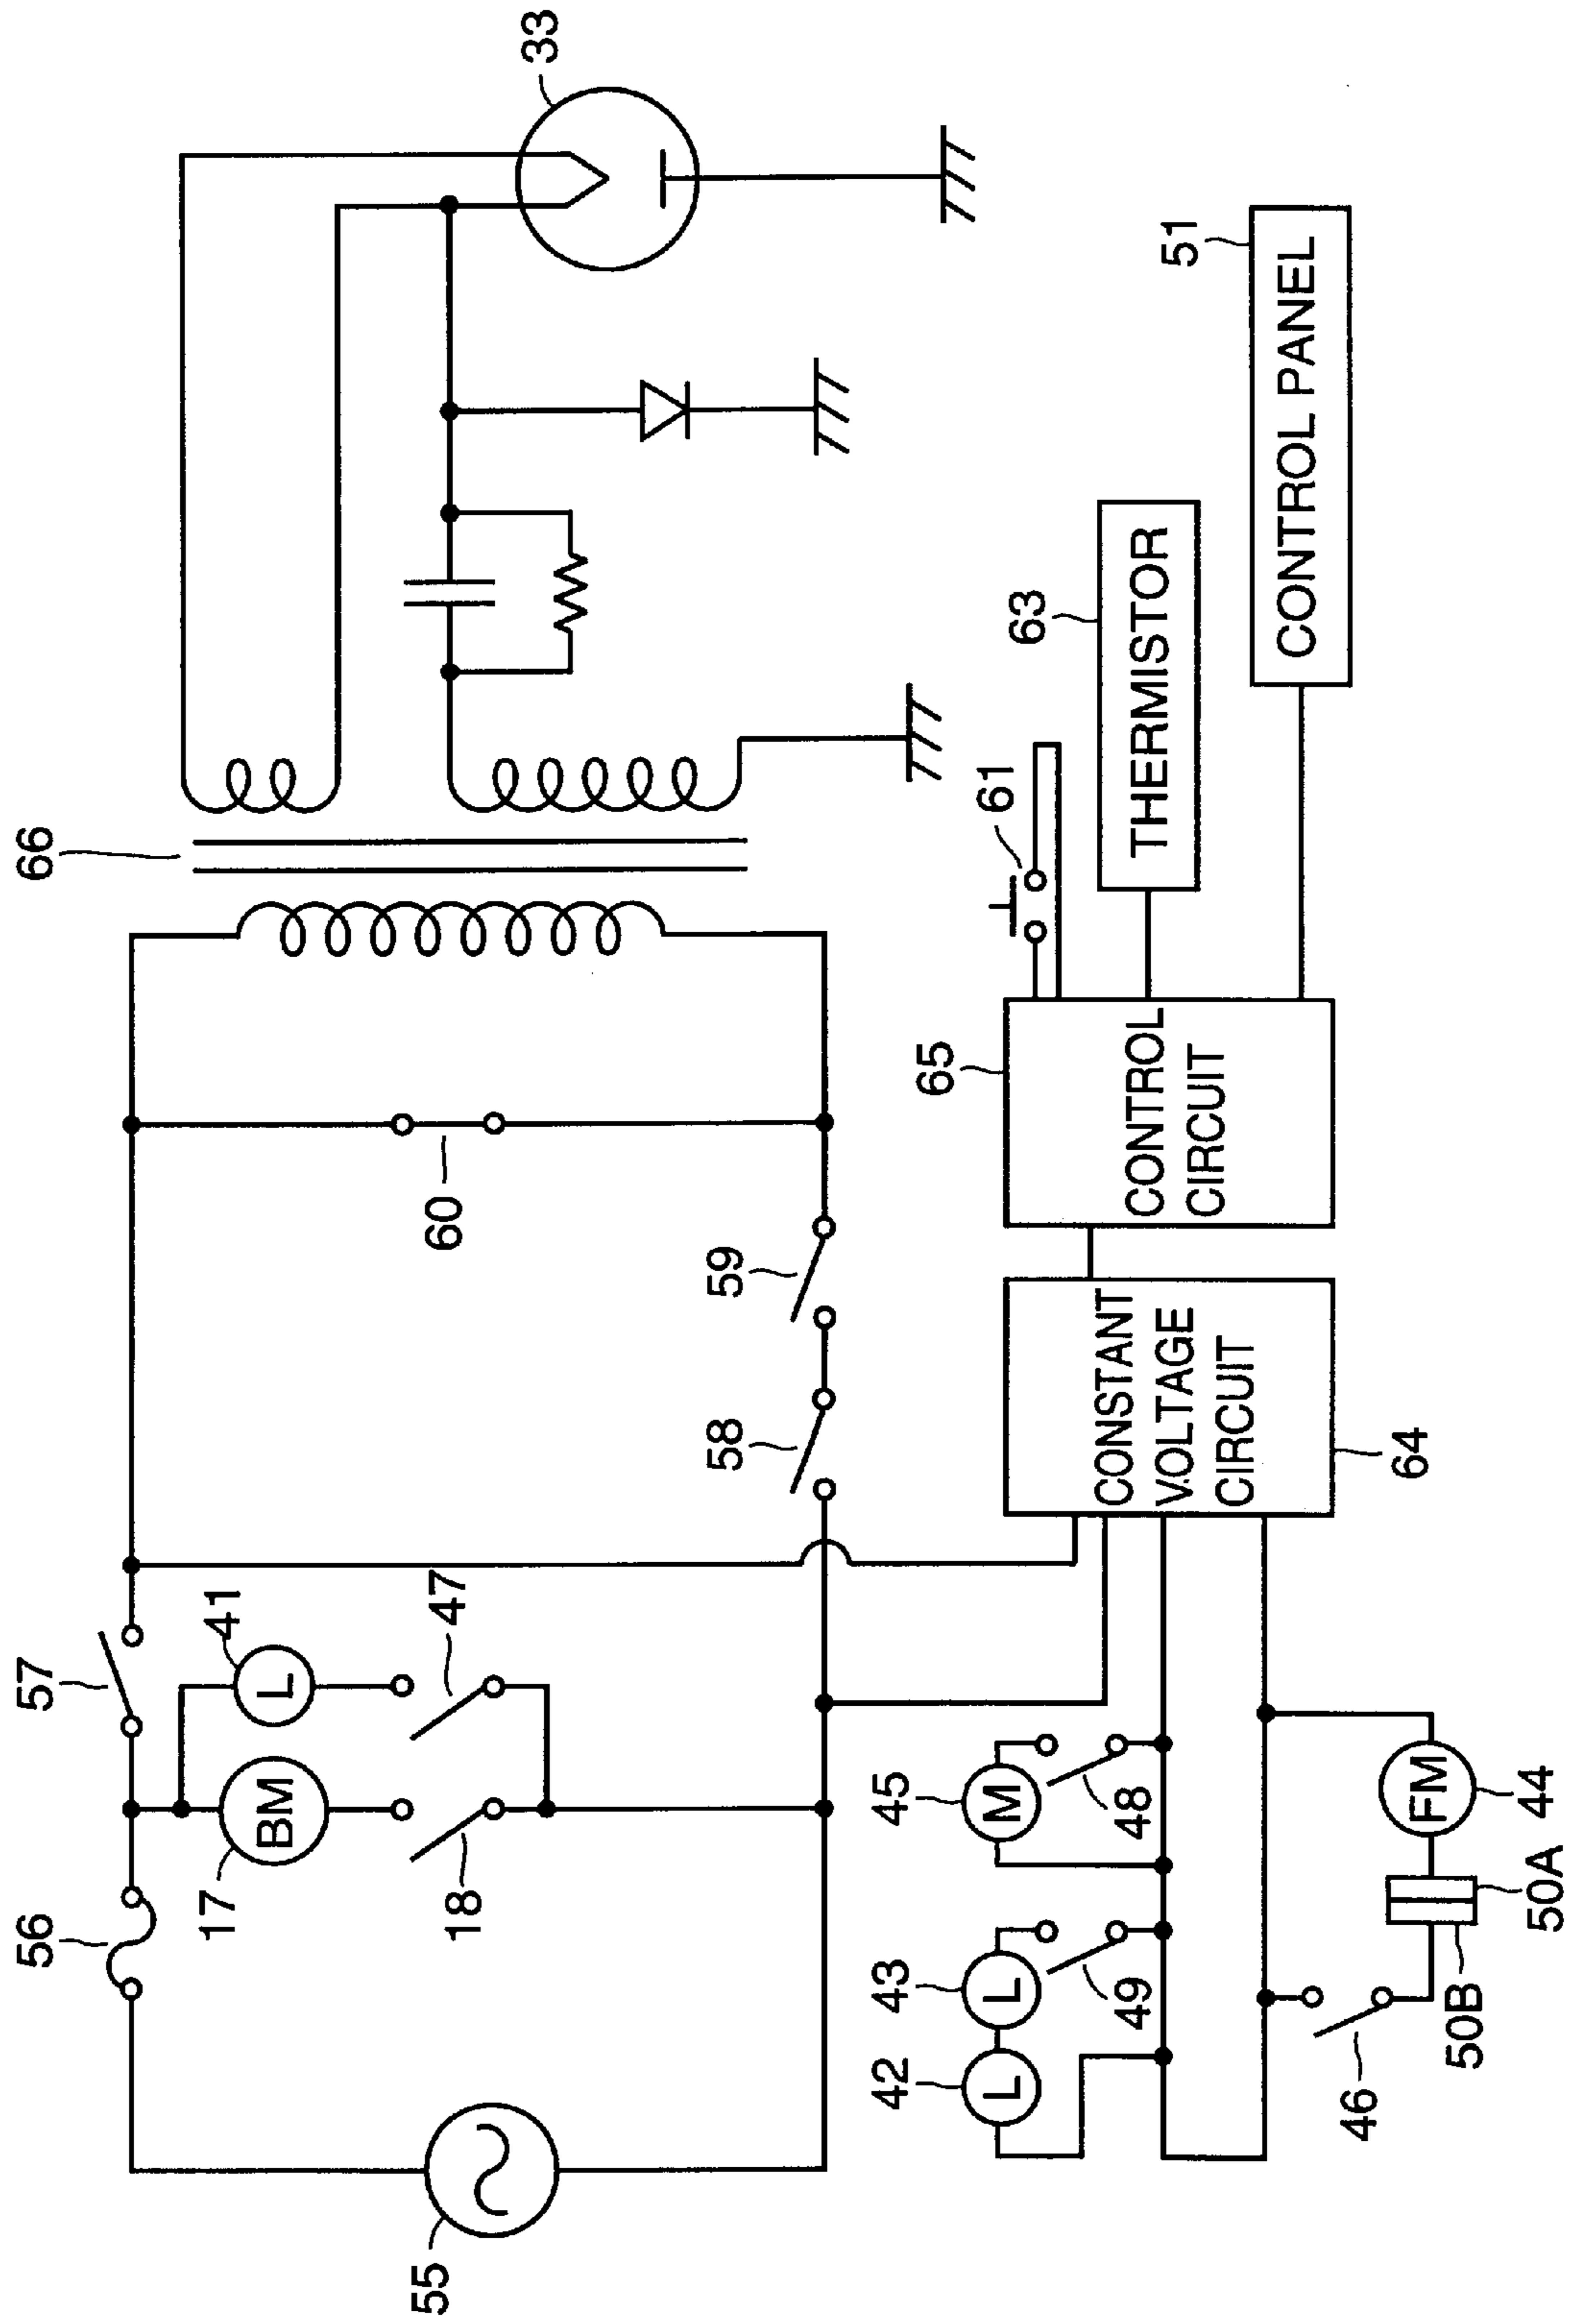 66
33
56
57
17
BM
41
L
18
47
60
55
58
59
61
63
THERMISTOR
51
CONTROL PANEL
65
CONTROL
CIRCUIT
CONSTANT
VOLTAGE
CIRCUIT
64
42
L
43
L
49
45
M
48
46
50B
50A
FM
44